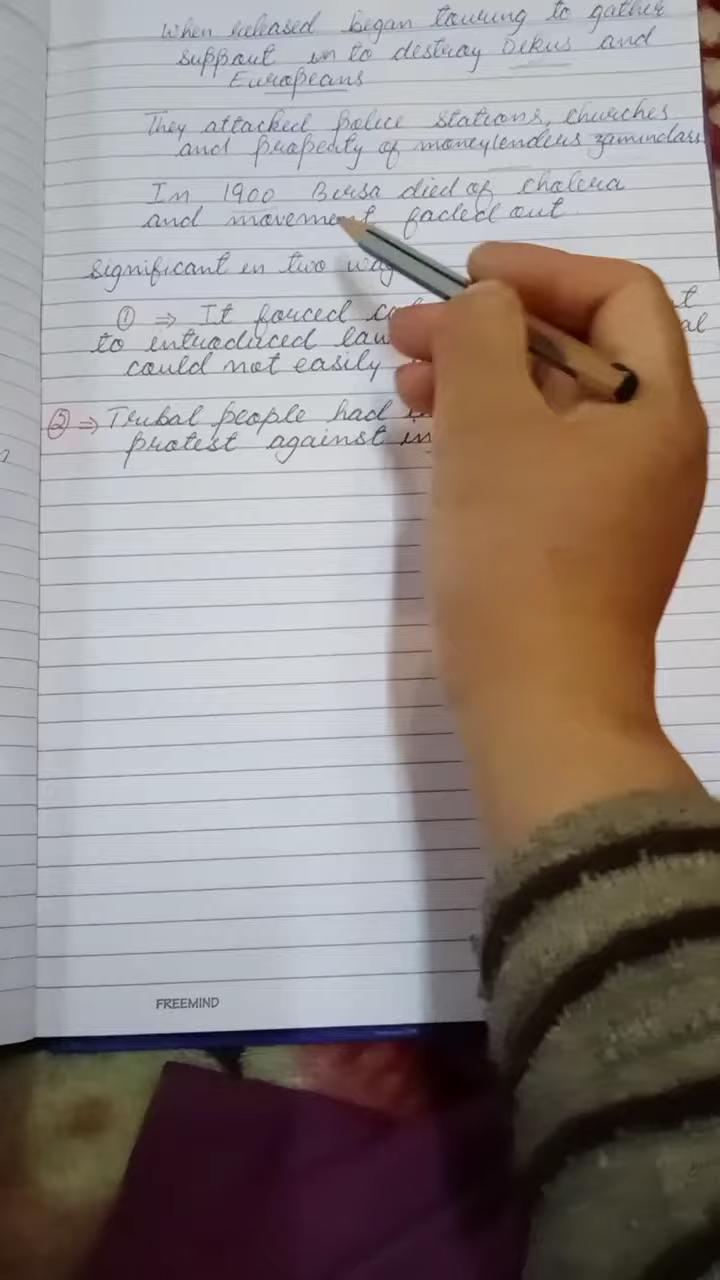 When released began touring to gather
support in to destroy Dekus and
Europeans
They attacked police stations, churches
and property of moneylenders zamindars
In 1900 Birsa died of cholera
and movement faded out.
significant in two
① ⇒ It forced
to introduced
could not easily
② ⇒ Tribal people had
protest against
FREEMIND